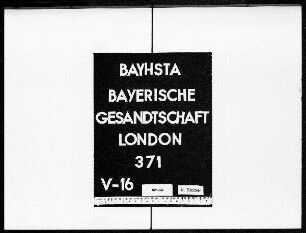 BAYHSTA
BAYERISCHE
GESANDTSCHAFT
LONDON
371
V-16